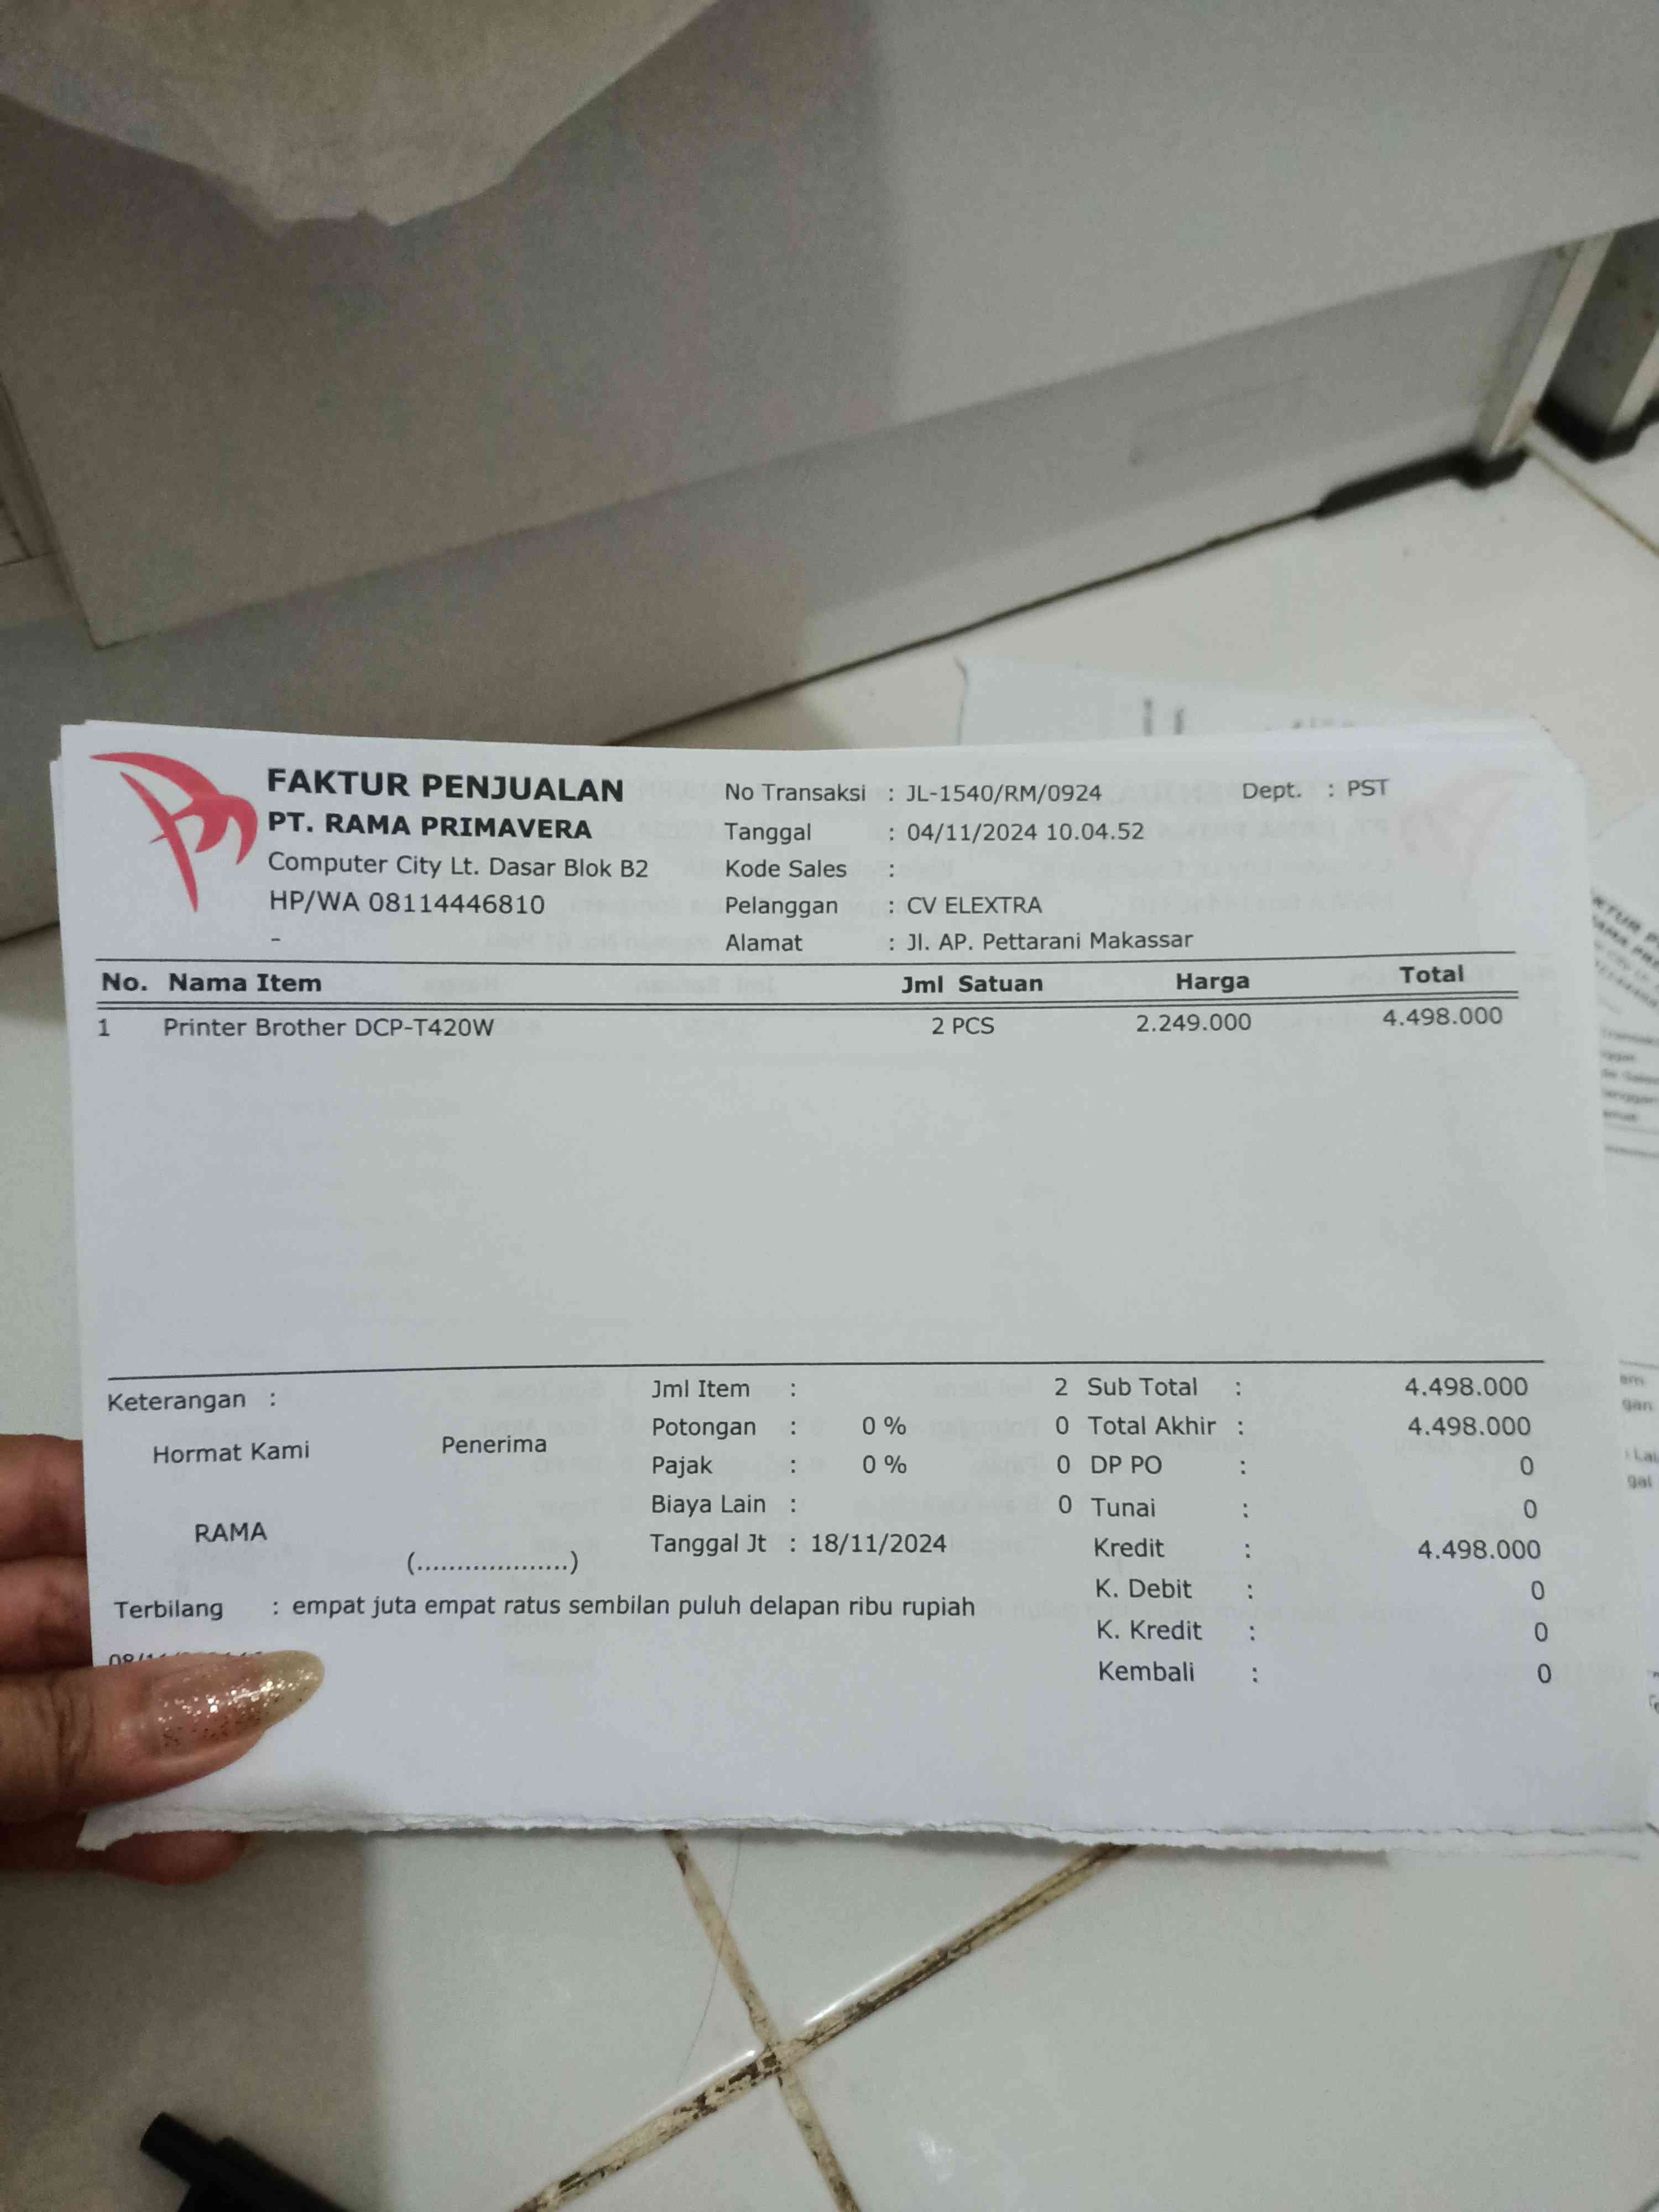 FAKTUR PENJUALAN
PT. RAMA PRIMAVERA
Computer City Lt. Dasar Blok B2
HP/WA 08114446810
-
No Transaksi : JL-1540/RM/0924 Dept. : PST
Tanggal : 04/11/2024 10.04.52
Kode Sales :
Pelanggan : CV ELEXTRA
Alamat : Jl. AP. Pettarani Makassar
No. Nama Item Jml Satuan Harga Total
1 Printer Brother DCP-T420W 2 PCS 2.249.000 4.498.000
Keterangan :
Hormat Kami Penerima
RAMA
(...................)
Jml Item : 2
Potongan : 0 % 0
Pajak : 0 % 0
Biaya Lain : 0
Tanggal Jt : 18/11/2024
Sub Total : 4.498.000
Total Akhir : 4.498.000
DP PO : 0
Tunai : 0
Kredit : 4.498.000
K. Debit : 0
K. Kredit : 0
Kembali : 0
Terbilang : empat juta empat ratus sembilan puluh delapan ribu rupiah